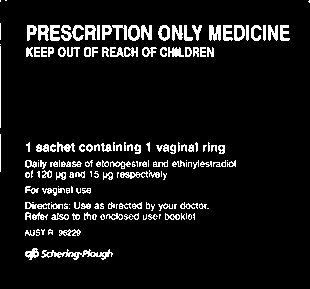 PRESCRIPTION ONLY MEDICINE
KEEP OUT OF REACH OF CHILDREN
1 sachet containing 1 vaginal ring
Daily release of etonogestrel and ethinylestradiol
of 120 µg and 15 µg respectively
For vaginal use
Directions: Use as directed by your doctor.
Refer also to the enclosed user booklet
AUST R 96229
Schering-Plough